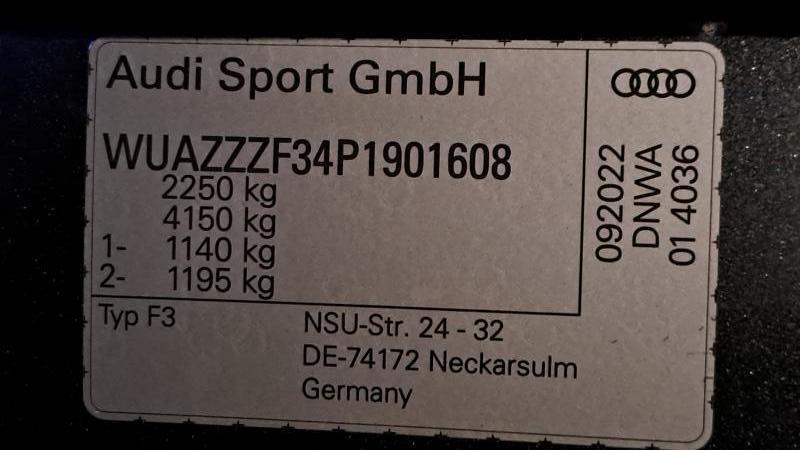 Audi Sport GmbH
WUAZZZF34P1901608
2250 kg
4150 kg
1- 1140 kg
2- 1195 kg
Typ F3
NSU-Str. 24 - 32
DE-74172 Neckarsulm
Germany
092022
DNWA
01 4036